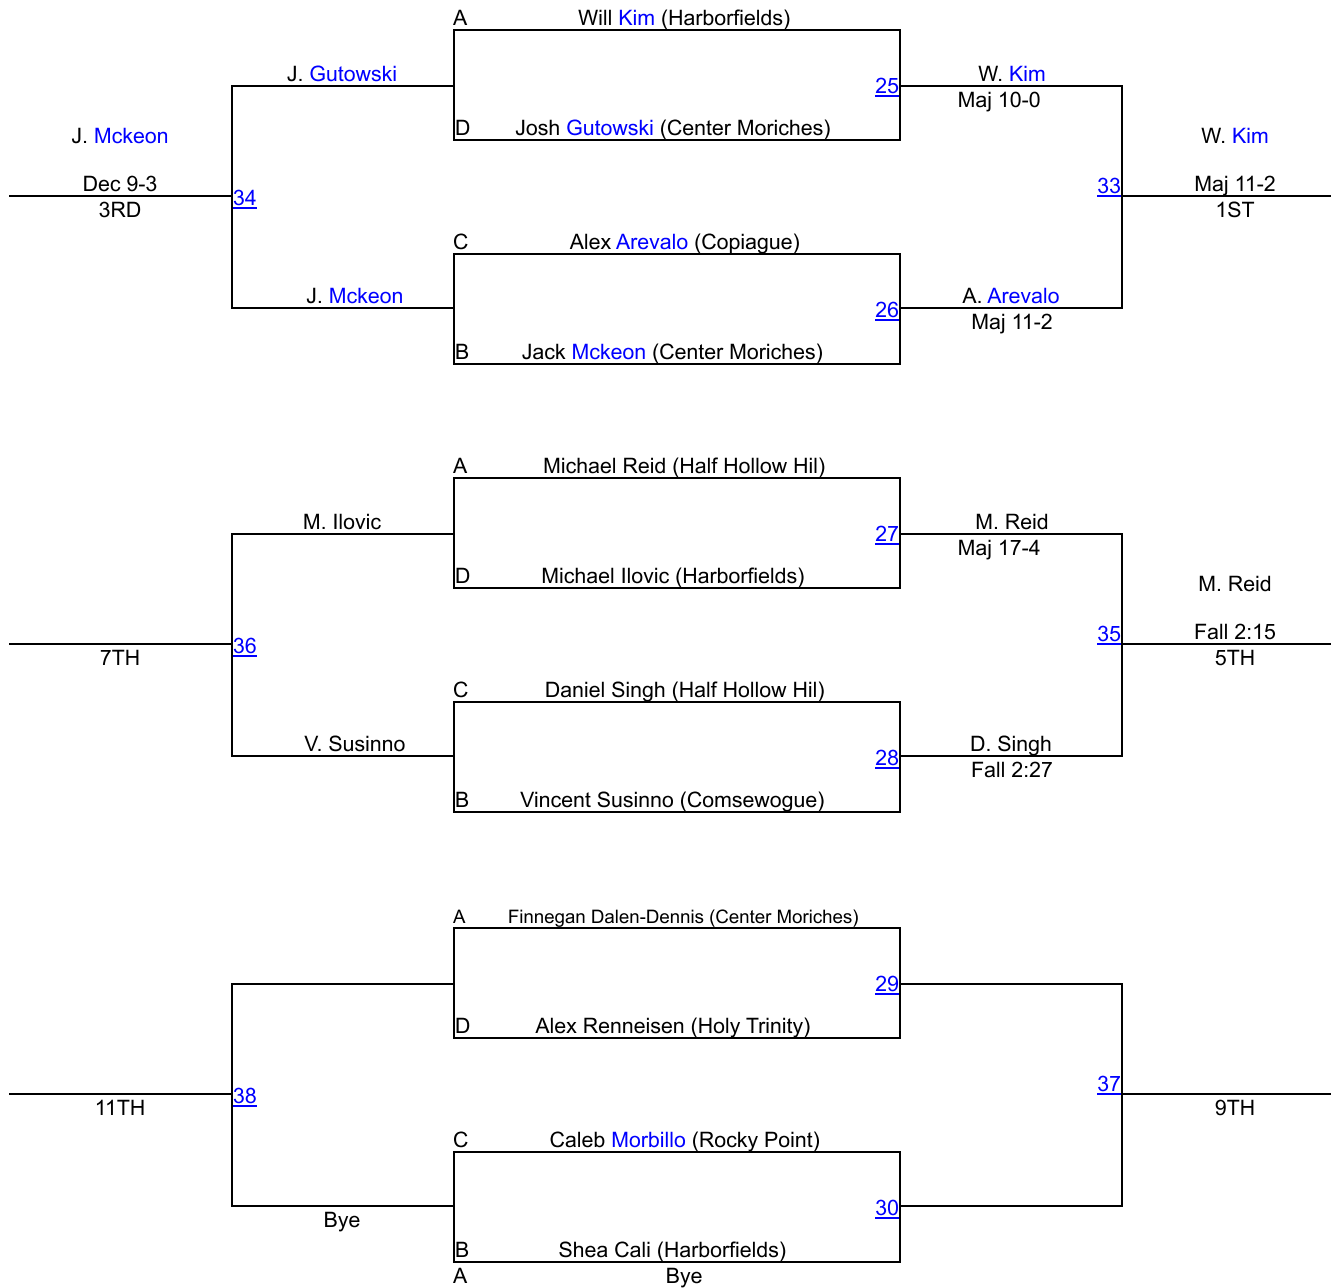 A Will Kim (Harborfields)
J. Gutowski
25
W. Kim
Maj 10-0
D Josh Gutowski (Center Moriches)
J. Mckeon
W. Kim
Dec 9-3
34
3RD
33
Maj 11-2
1ST
C Alex Arevalo (Copiague)
J. Mckeon
26
A. Arevalo
Maj 11-2
B Jack Mckeon (Center Moriches)
A Michael Reid (Half Hollow Hil)
M. Ilovic
27
M. Reid
Maj 17-4
D Michael Ilovic (Harborfields)
M. Reid
36
7TH
35
Fall 2:15
5TH
C Daniel Singh (Half Hollow Hil)
V. Susinno
28
D. Singh
Fall 2:27
B Vincent Susinno (Comsewogue)
A Finnegan Dalen-Dennis (Center Moriches)
29
D Alex Renneisen (Holy Trinity)
38
11TH
37
9TH
C Caleb Morbillo (Rocky Point)
Bye
30
B Shea Cali (Harborfields)
A Bye